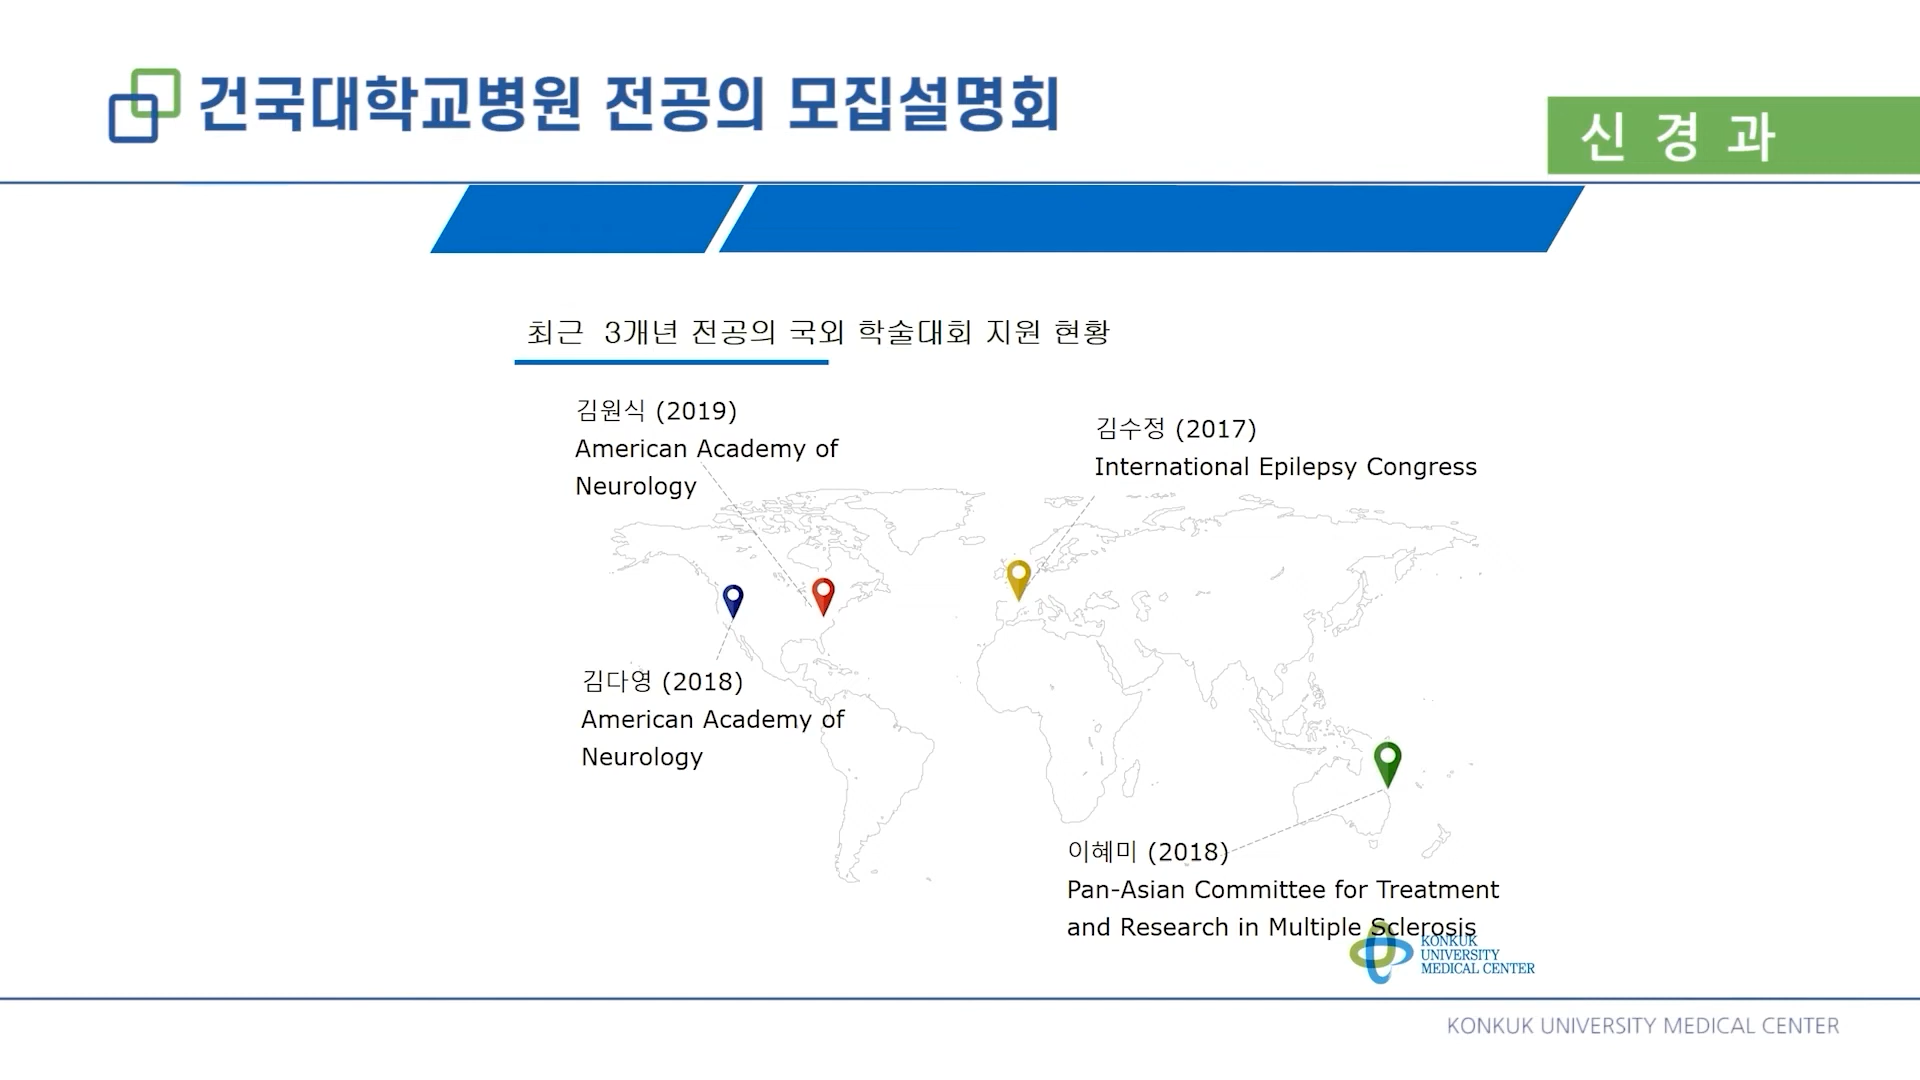 건국대학교병원 전공의 모집설명회
신 경 과
최근 3개년 전공의 국외 학술대회 지원 현황
김원식 (2019)
American Academy of
Neurology
김수정 (2017)
International Epilepsy Congress
김다영 (2018)
American Academy of
Neurology
이혜미 (2018)
Pan-Asian Committee for Treatment
and Research in Multiple Sclerosis
KONKUK
UNIVERSITY
MEDICAL CENTER
KONKUK UNIVERSITY MEDICAL CENTER